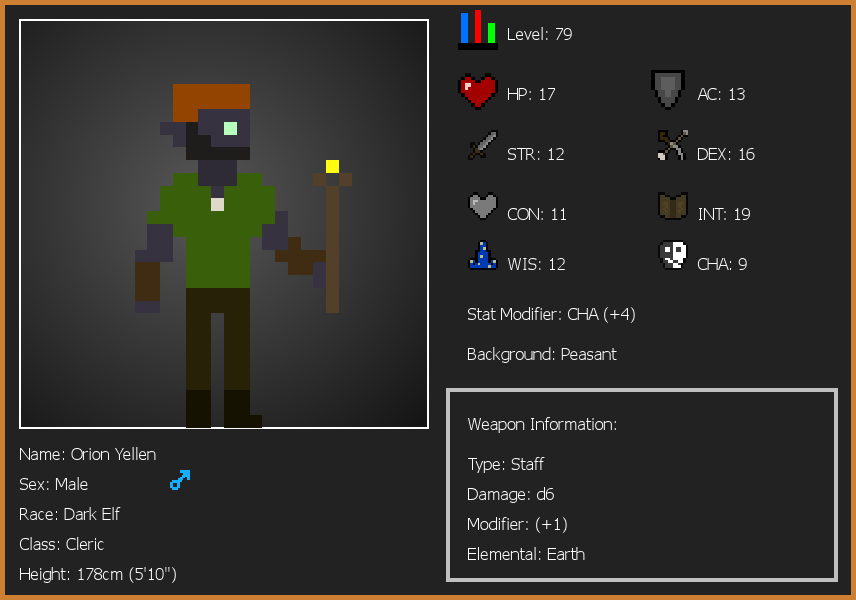 Level: 79
HP: 17
AC: 13
STR: 12
DEX: 16
CON: 11
INT: 19
WIS: 12
CHA: 9
Stat Modifier: CHA (+4)
Background: Peasant
Weapon Information:
Type: Staff
Damage: d6
Modifier: (+1)
Elemental: Earth
Name: Orion Yellen
Sex: Male
Race: Dark Elf
Class: Cleric
Height: 178cm (5'10")